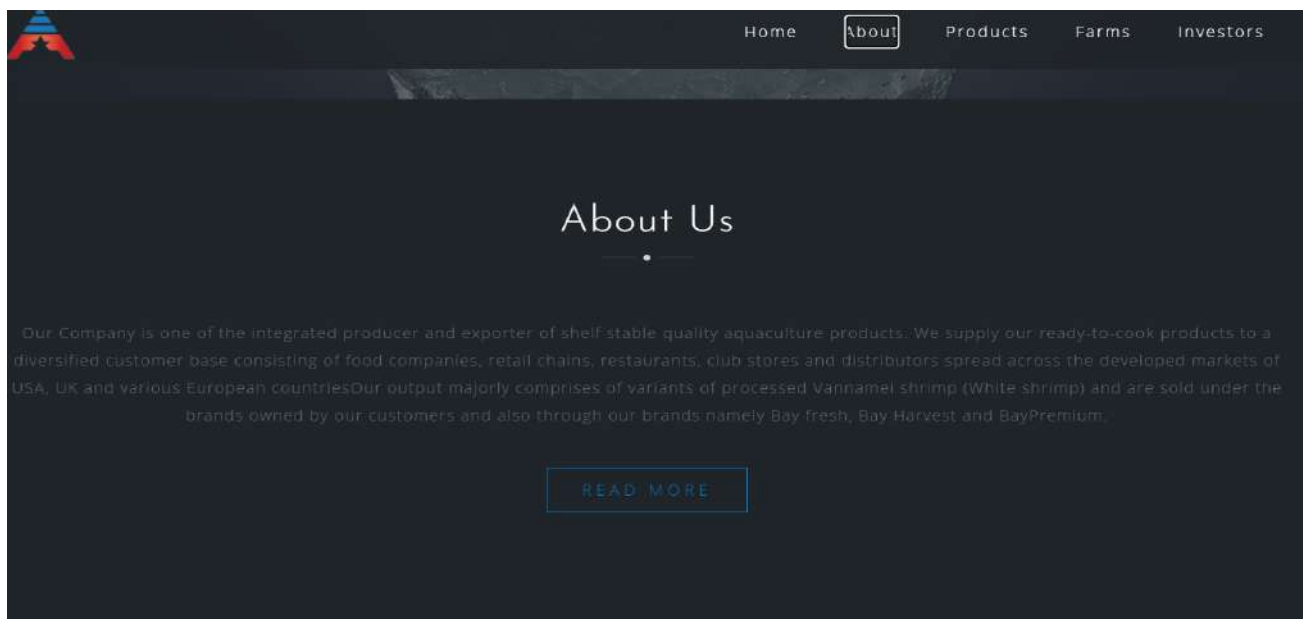 Home About Products Farms Investors
About Us
Our Company is one of the integrated producer and exporter of shelf stable quality aquaculture products. We supply our ready-to-cook products to a
diversified customer base consisting of food companies, retail chains, restaurants, club stores and distributors spread across the developed markets of
USA, UK and various European countriesOur output majorly comprises of variants of processed Vannamei shrimp (White shrimp) and are sold under the
brands owned by our customers and also through our brands namely Bay fresh, Bay Harvest and BayPremium.
READ MORE